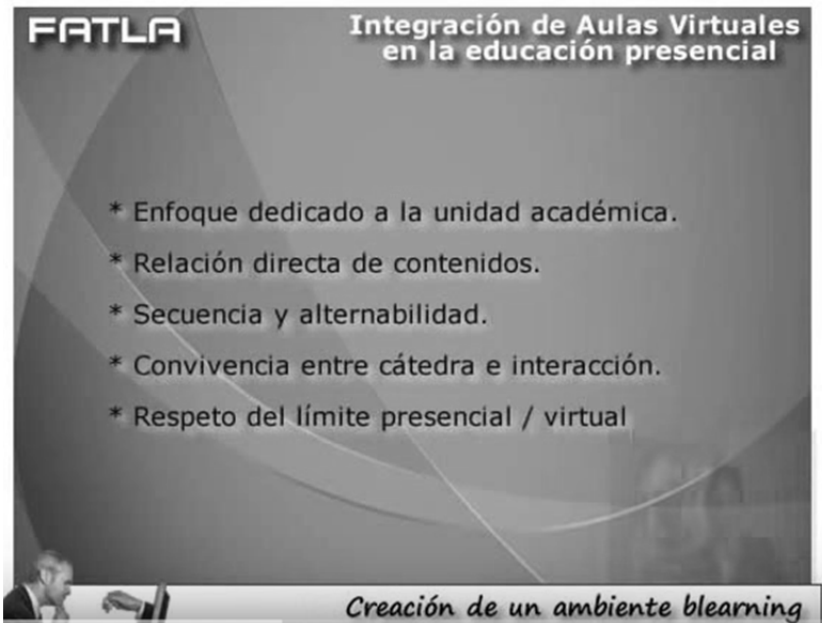 FATLA
Integración de Aulas Virtuales
en la educación presencial
* Enfoque dedicado a la unidad académica.
* Relación directa de contenidos.
* Secuencia y alternabilidad.
* Convivencia entre cátedra e interacción.
* Respeto del límite presencial / virtual
Creación de un ambiente blearning